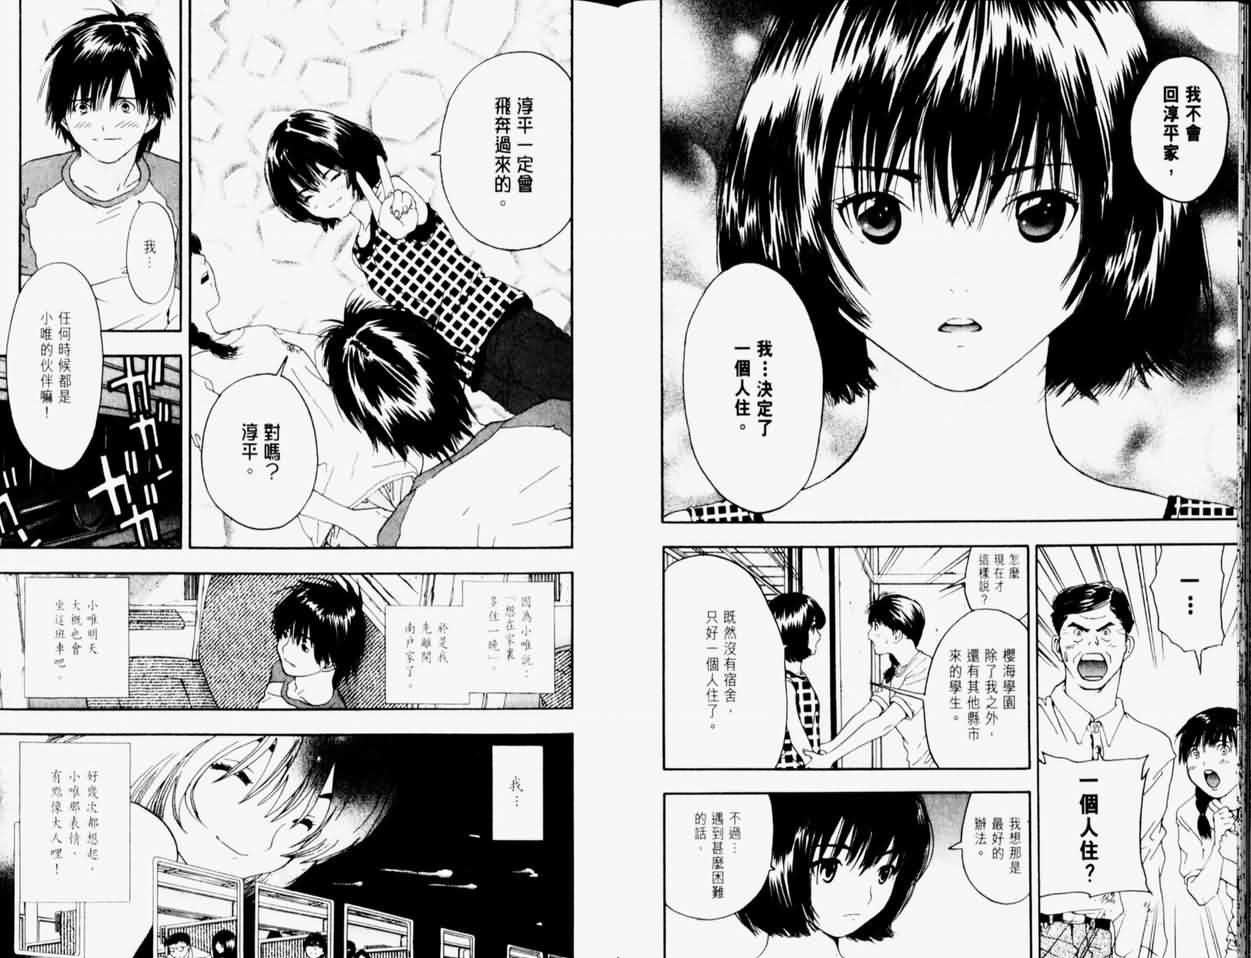 我不會
回淳平家，
我…決定了
一個人住。
一…
一個人住？
怎麼
現在才
這樣說？
櫻海學園
除了我之外，
還有其他縣市
來的學生。
既然沒有宿舍，
只好一個人住了。
我想那是
最好的
辦法。
不過…
遇到甚麼困難
的話，
淳平一定會
飛奔過來的。
對嗎？
淳平。
我…
任何時候都是
小唯的伙伴嘛！
ガタン
ガタン
因為小唯說…
「想在家裏
多住一晚」。
於是我
先離開
南戸家了。
小唯明天
大概也會
坐這班車吧。
我…
好幾次都想起，
小唯那表情，
有點像大人哩！